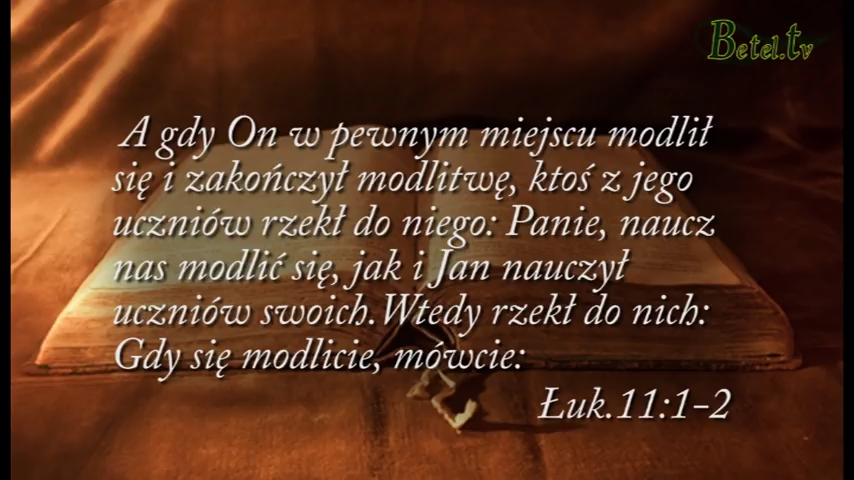 Betel.tv
A gdy On w pewnym miejscu modlił
się i zakończył modlitwę, ktoś z jego
uczniów rzekł do niego: Panie, naucz
nas modlić się, jak i Jan nauczył
uczniów swoich.Wtedy rzekł do nich:
Gdy się modlicie, mówcie:
Łuk.11:1-2